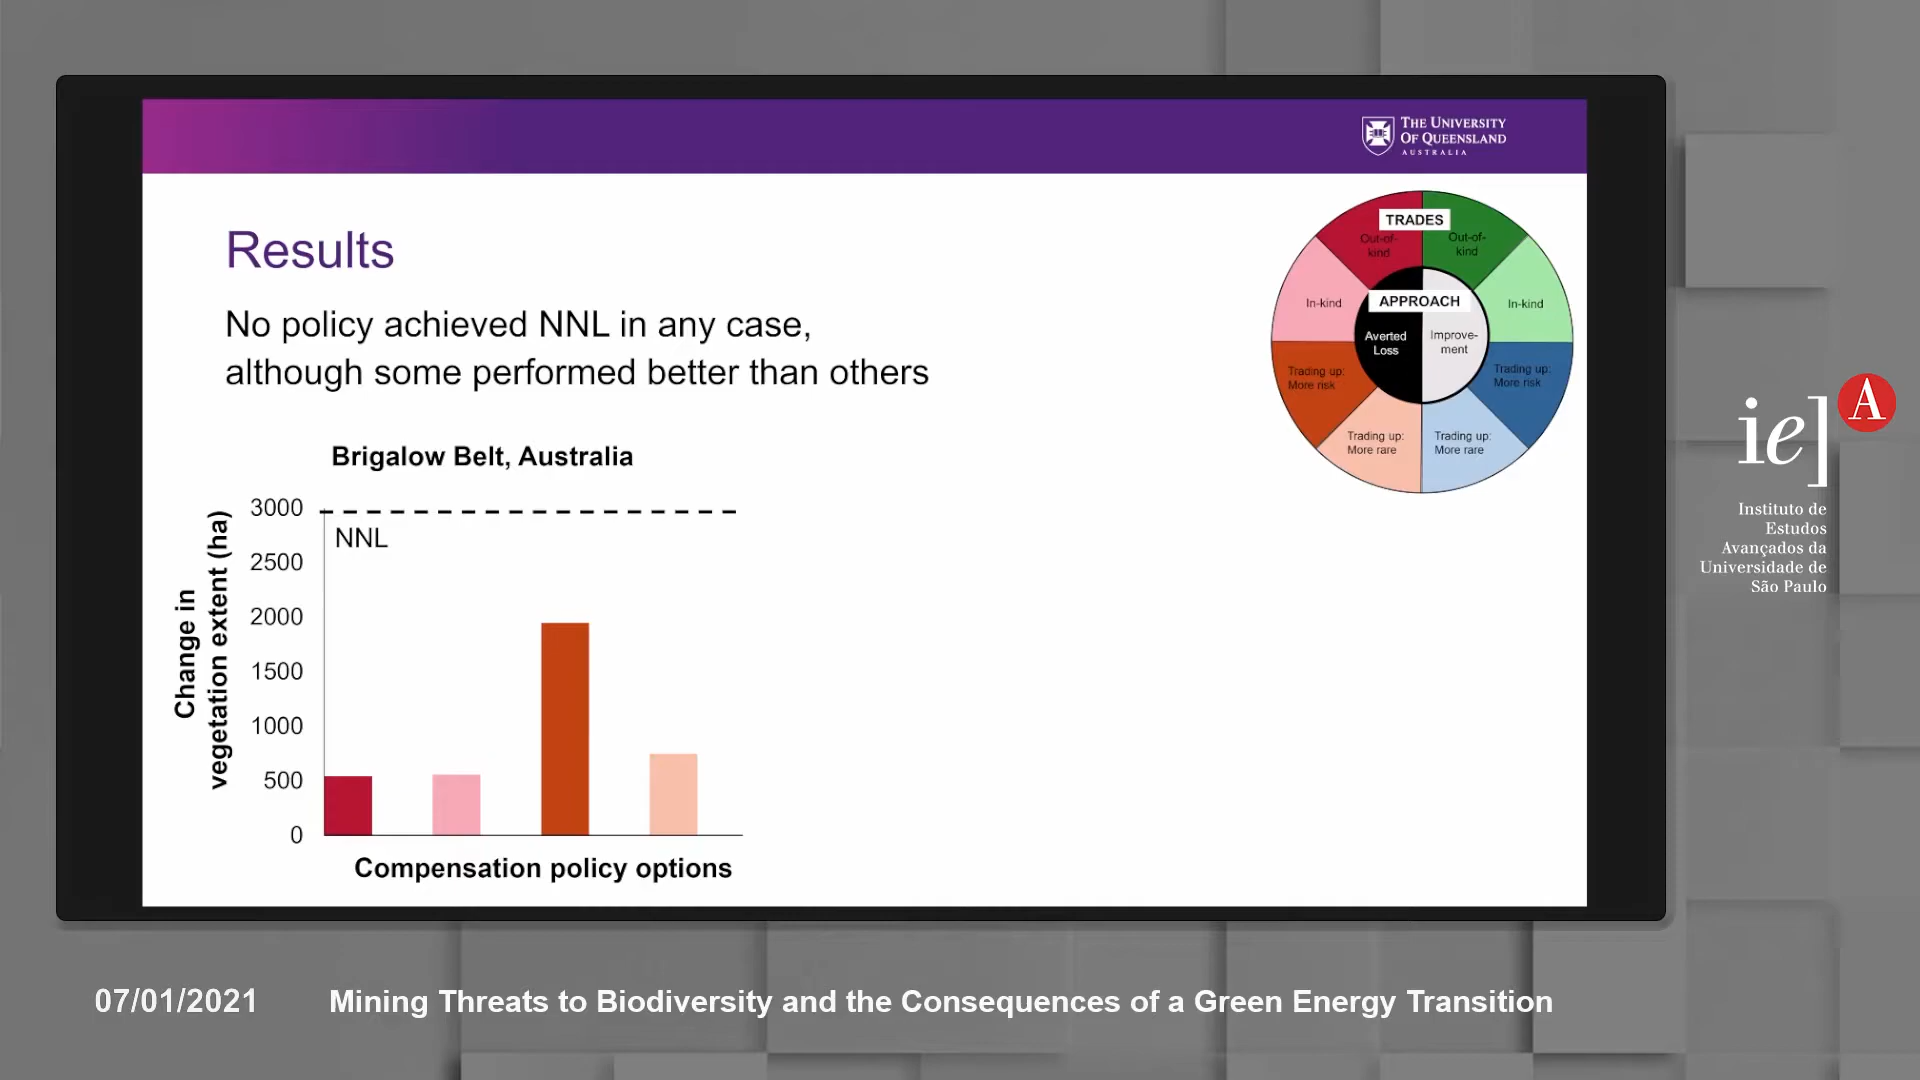 THE UNIVERSITY
OF QUEENSLAND
AUSTRALIA
Results
No policy achieved NNL in any case,
although some performed better than others
TRADES
Out-of-
kind
Out-of-
kind
In-kind
In-kind
APPROACH
Averted
Loss
Improve-
ment
Trading up:
More risk
Trading up:
More risk
Trading up:
More rare
Trading up:
More rare
Brigalow Belt, Australia
Change in
vegetation extent (ha)
3000
2500
2000
1500
1000
500
0
NNL
Compensation policy options
ie]
A
Instituto de
Estudos
Avançados da
Universidade de
São Paulo
07/01/2021
Mining Threats to Biodiversity and the Consequences of a Green Energy Transition